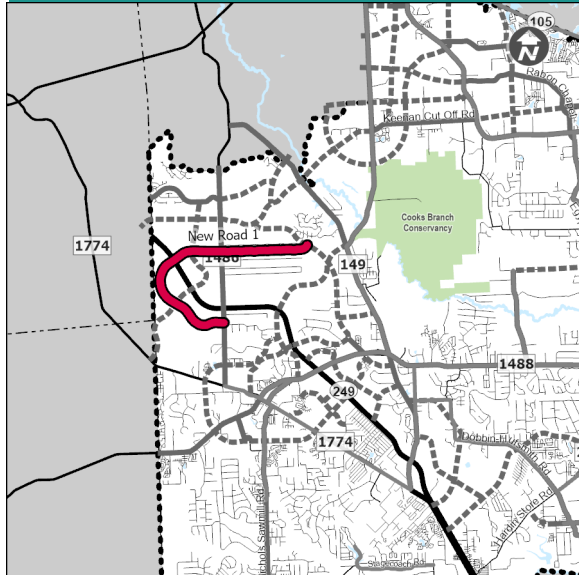 105
N
Rabon Chapel
Keenan Cut Off Rd
Cooks Branch
Conservancy
New Road 1
1774
1486
149
1488
249
1774
Dobbin-Hufsmith Rd
Nichols Sawmill Rd
Hardin Store Rd
Stagecoach Rd